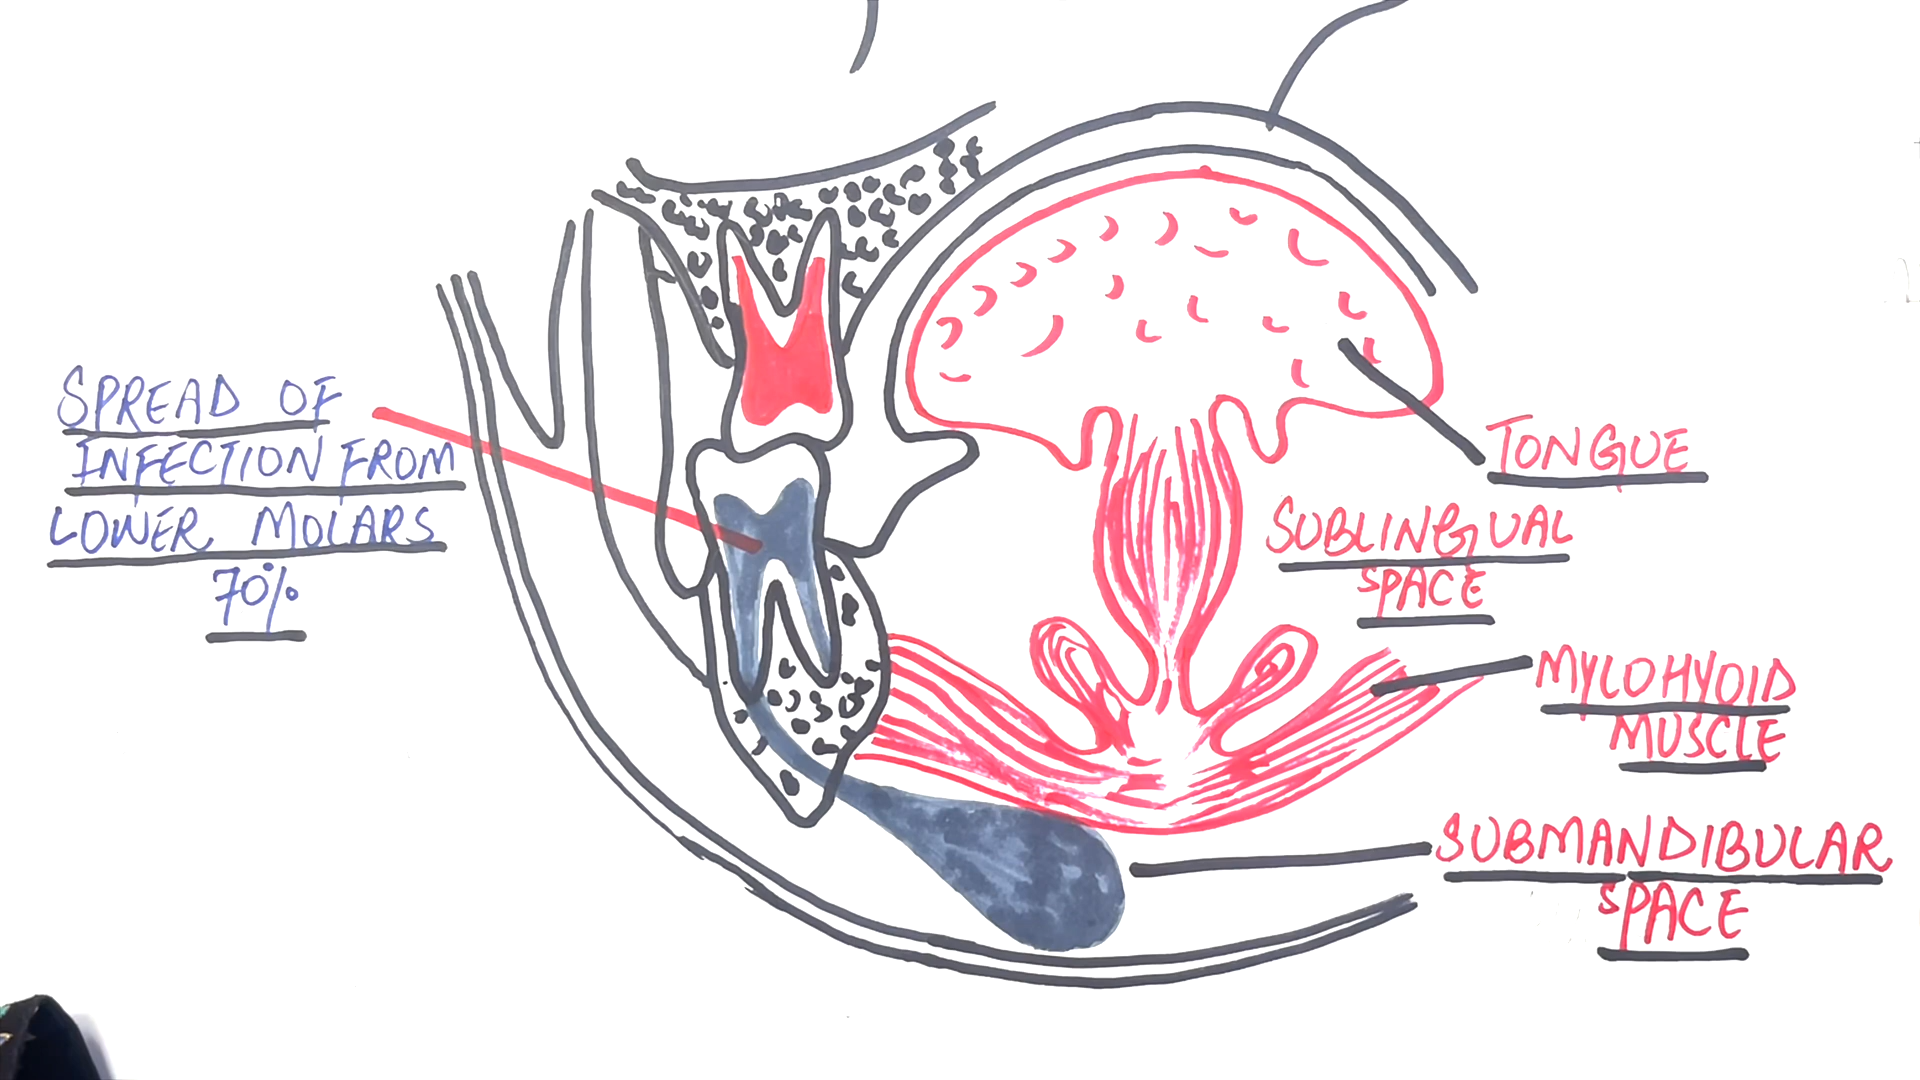 SPREAD OF
INFECTION FROM
LOWER MOLARS
70%
TONGUE
SUBLINGUAL
SPACE
MYLOHYOID
MUSCLE
SUBMANDIBULAR
SPACE